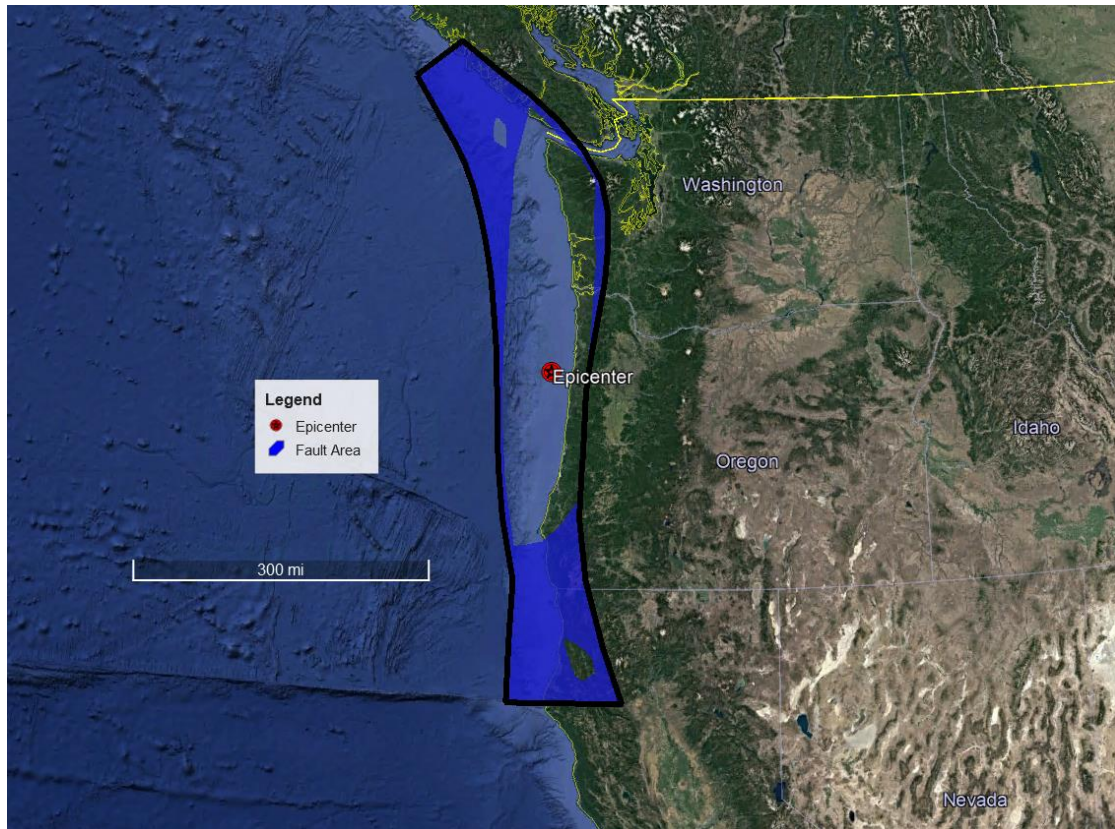 Washington
Epicenter
Legend
Epicenter
Fault Area
Idaho
Oregon
300 mi
Nevada